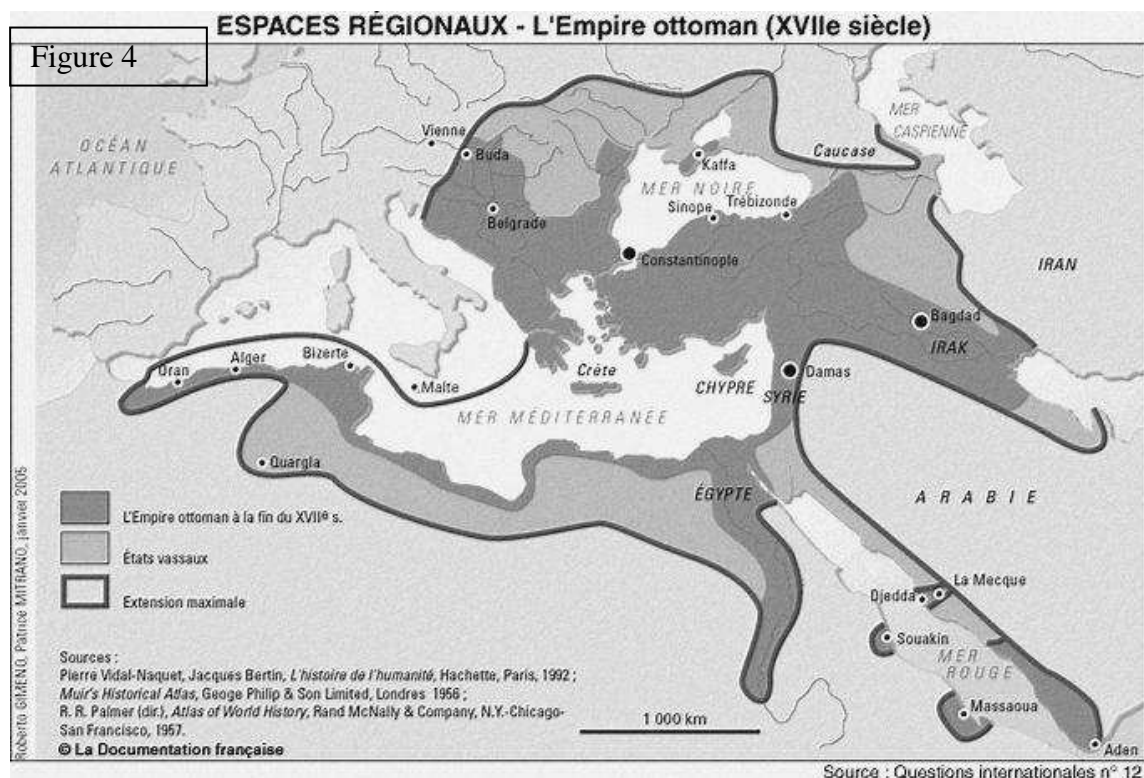 ESPACES RÉGIONAUX - L'Empire ottoman (XVIIe siècle)
Figure 4
OCÉAN
ATLANTIQUE
Vienne
Buda
Belgrade
Kaffa
MER NOIRE
Sinope
Trébizonde
Constantinople
Caucase
MER
CASPIENNE
IRAN
Bagdad
IRAK
Oran
Alger
Bizerte
Malte
Crète
CHYPRE
Damas
SYRIE
MER MÉDITERRANÉE
Quargla
ÉGYPTE
ARABIE
La Mecque
Djedda
Souakin
MER
ROUGE
Massaoua
Aden
L'Empire ottoman à la fin du XVIIe s.
États vassaux
Extension maximale
Sources :
Pierre Vidal-Naquet, Jacques Bertin, L'histoire de l'humanité, Hachette, Paris, 1992 ;
Muir's Historical Atlas, Geoge Philip & Son Limited, Londres 1956 ;
R. R. Palmer (dir.), Atlas of World History, Rand McNally & Company, N.Y.-Chicago-
San Francisco, 1957.
© La Documentation française
1 000 km
Roberto GIMENO, Patrice MITRANO, janvier 2005
Source : Questions internationales n° 12